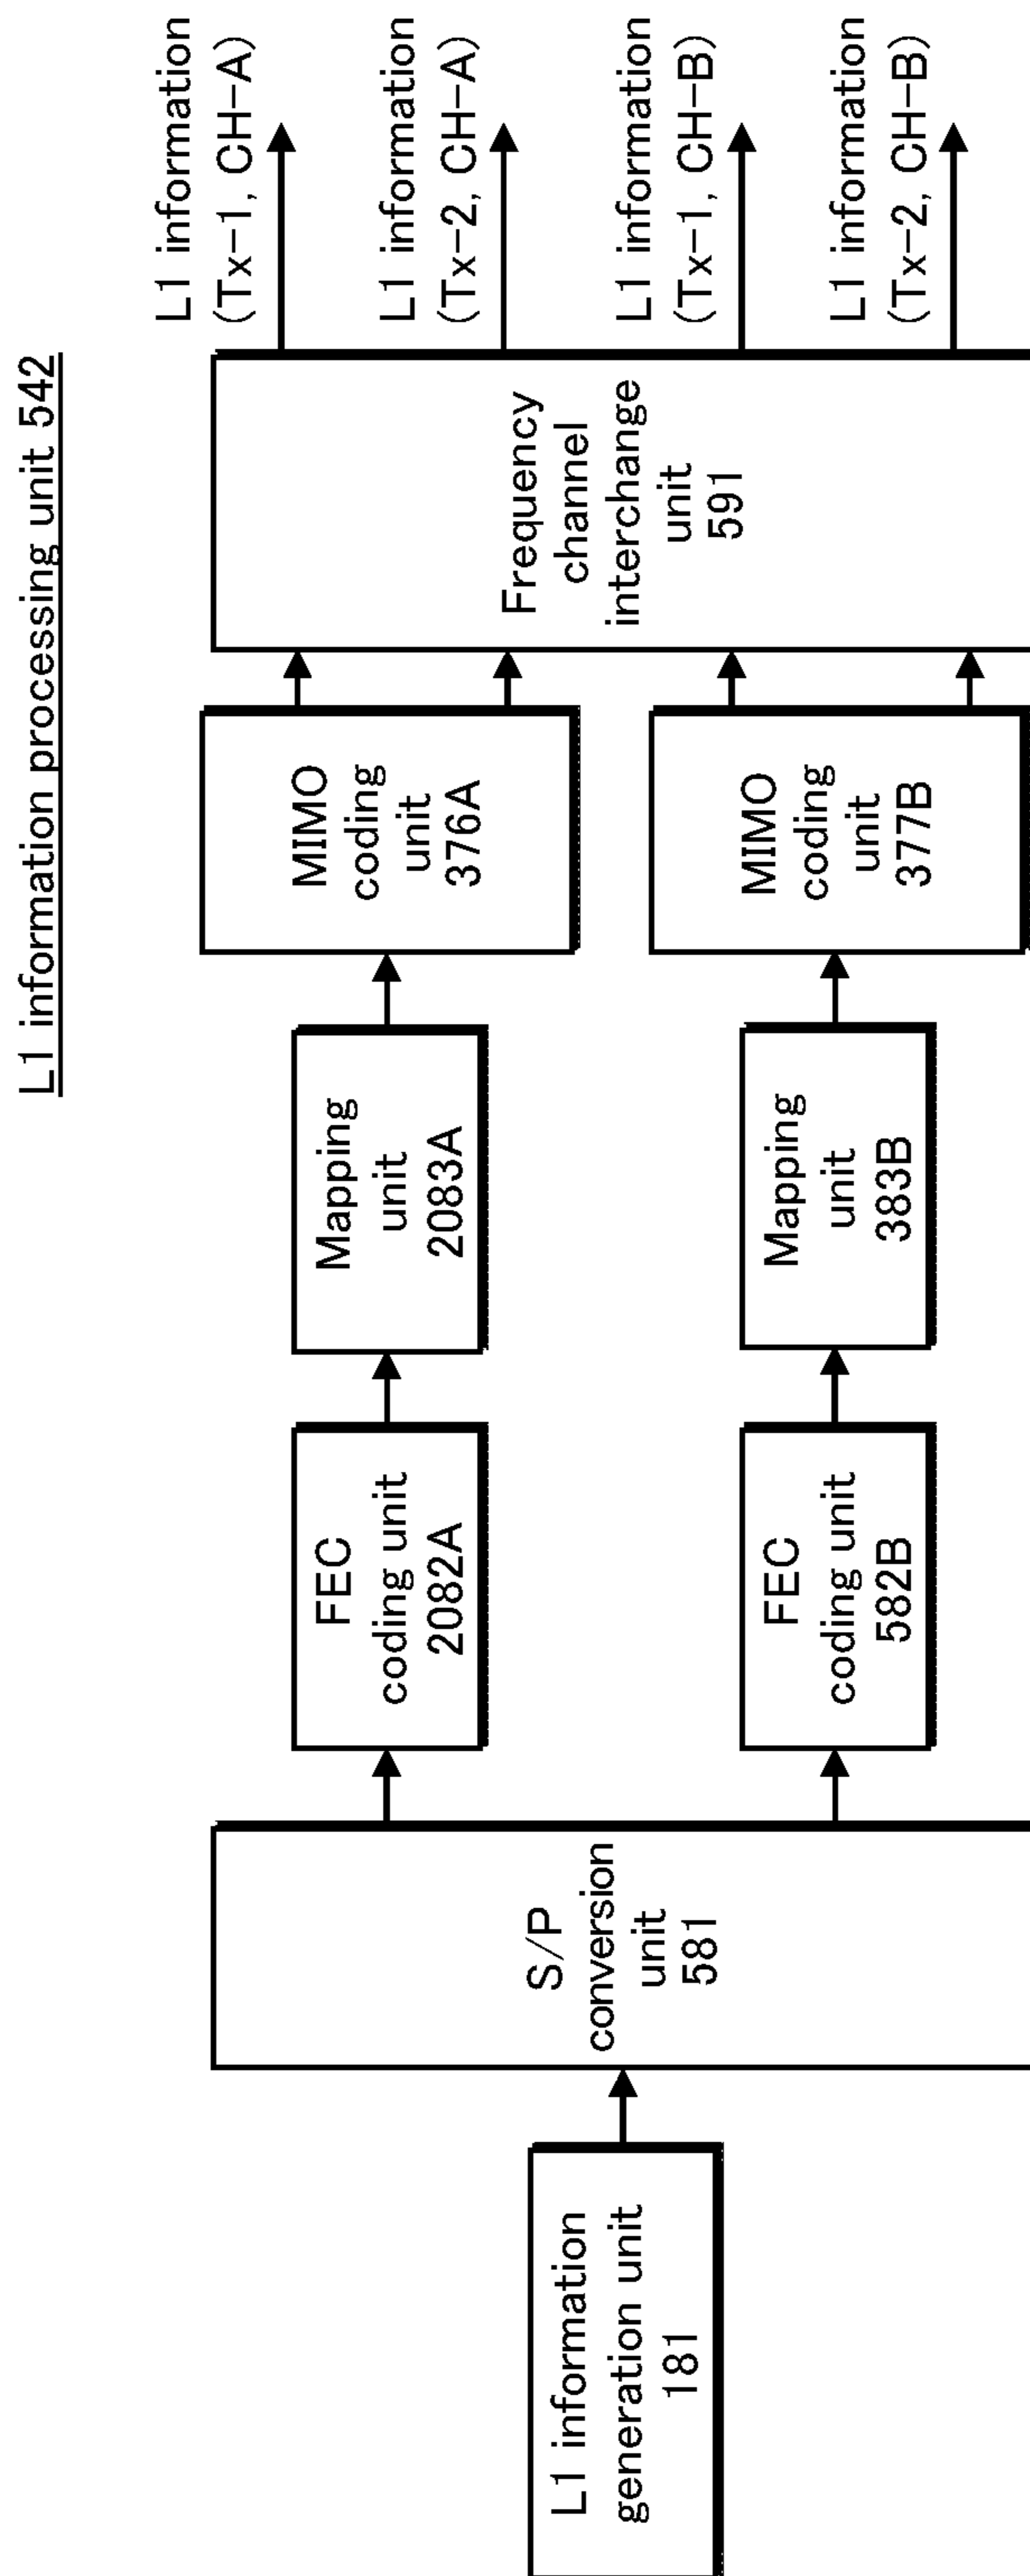 L1 information processing unit 542
L1 information
generation unit
181
S/P
conversion
unit
581
FEC
coding unit
2082A
Mapping
unit
2083A
MIMO
coding
unit
376A
FEC
coding unit
582B
Mapping
unit
383B
MIMO
coding
unit
377B
Frequency
channel
interchange
unit
591
L1 information
(Tx-1, CH-A)
L1 information
(Tx-2, CH-A)
L1 information
(Tx-1, CH-B)
L1 information
(Tx-2, CH-B)